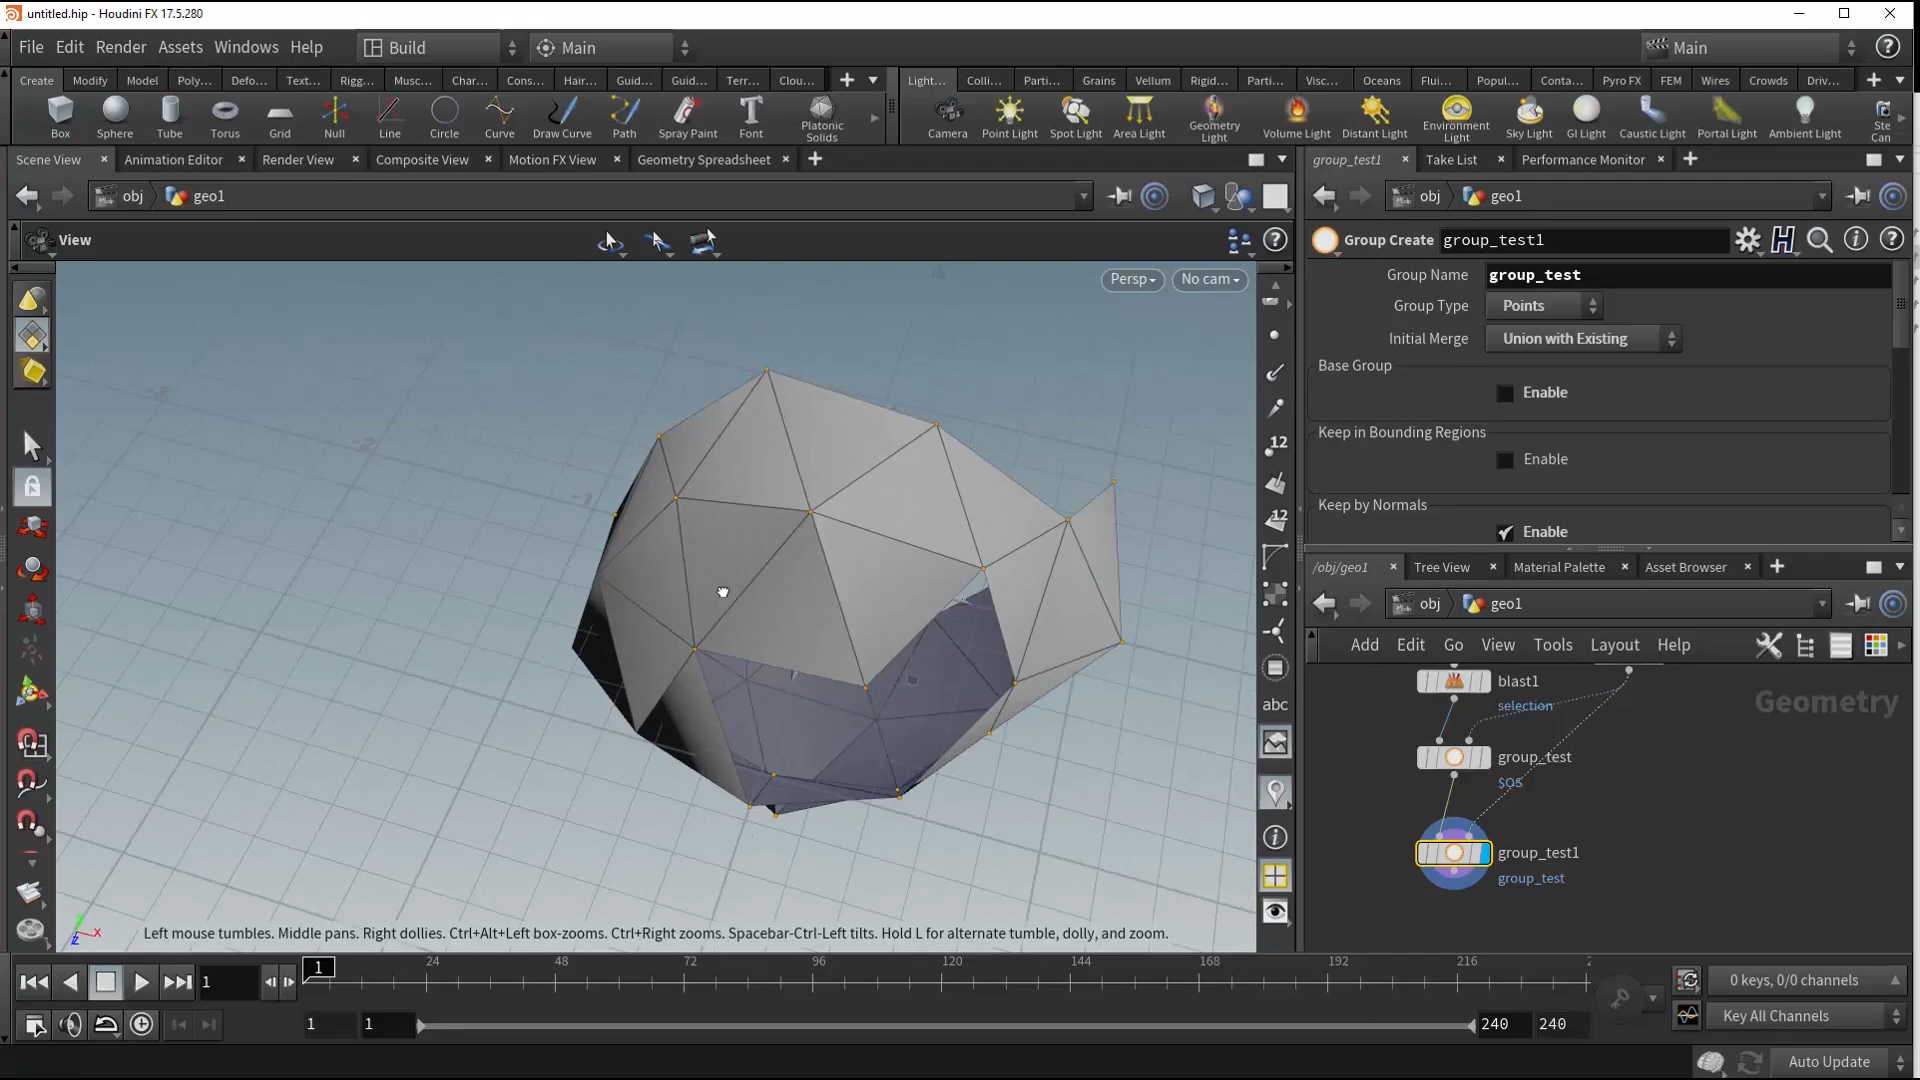 untitled.hip - Houdini FX 17.5.280
File Edit Render Assets Windows Help Build Main Main
Create Modify Model Poly... Defo... Text... Rigg... Musc... Char... Cons... Hair... Guid... Guid... Terr... Clou...
Light... Colli... Parti... Grains Vellum Rigid... Parti... Visc... Oceans Flui... Popul... Conta... Pyro FX FEM Wires Crowds Driv...
Box Sphere Tube Torus Grid Null Line Circle Curve Draw Curve Path Spray Paint Font Platonic Solids
Camera Point Light Spot Light Area Light Geometry Light Volume Light Distant Light Environment Light Sky Light GI Light Caustic Light Portal Light Ambient Light Ste Can
Scene View Animation Editor Render View Composite View Motion FX View Geometry Spreadsheet
group_test1 Take List Performance Monitor
obj geo1
obj geo1
View
Group Create group_test1
Persp No cam
Group Name group_test
Group Type Points
Initial Merge Union with Existing
Base Group
Enable
Keep in Bounding Regions
Enable
Keep by Normals
Enable
12
12
abc
/obj/geo1 Tree View Material Palette Asset Browser
obj geo1
Add Edit Go View Tools Layout Help
blast1
selection
Geometry
group_test
$OS
group_test1
group_test
Left mouse tumbles. Middle pans. Right dollies. Ctrl+Alt+Left box-zooms. Ctrl+Right zooms. Spacebar-Ctrl-Left tilts. Hold L for alternate tumble, dolly, and zoom.
1 1 24 48 72 96 120 144 168 192 216 2
0 keys, 0/0 channels
1 1 240 240
Key All Channels
Auto Update